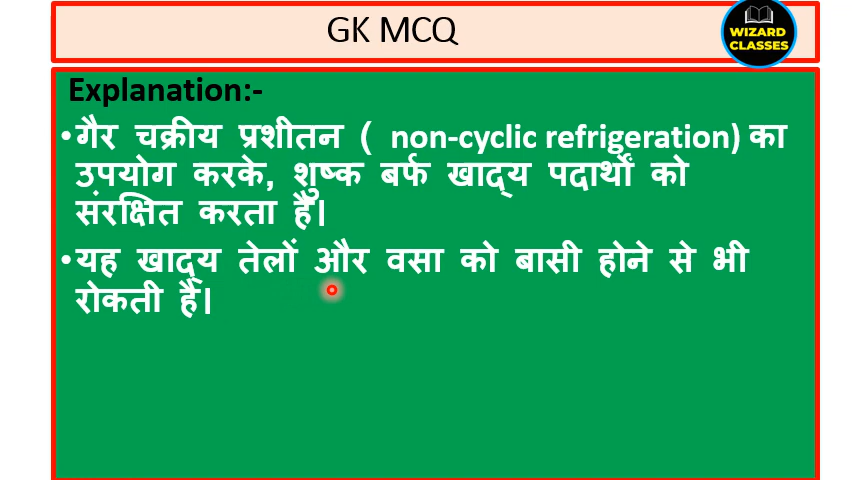 GK MCQ
WIZARD
CLASSES
Explanation:-
•गैर चक्रीय प्रशीतन ( non-cyclic refrigeration) का
उपयोग करके, शुष्क बर्फ खाद्य पदार्थों को
संरक्षित करता है।
•यह खाद्य तेलों और वसा को बासी होने से भी
रोकती है।